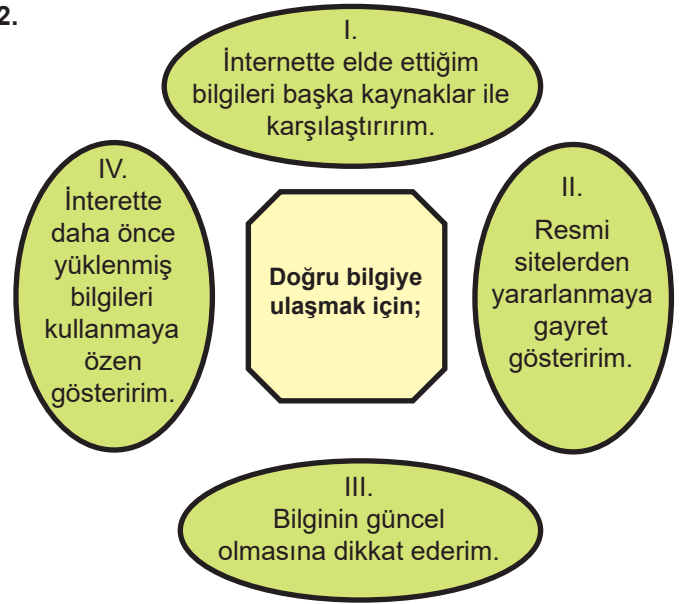 2.
I.
İnternette elde ettiğim
bilgileri başka kaynaklar ile
karşılaştırırım.
II.
Resmi
sitelerden
yararlanmaya
gayret
gösteririm.
III.
Bilginin güncel
olmasına dikkat ederim.
IV.
İnterette
daha önce
yüklenmiş
bilgileri
kullanmaya
özen
gösteririm.
Doğru bilgiye
ulaşmak için;